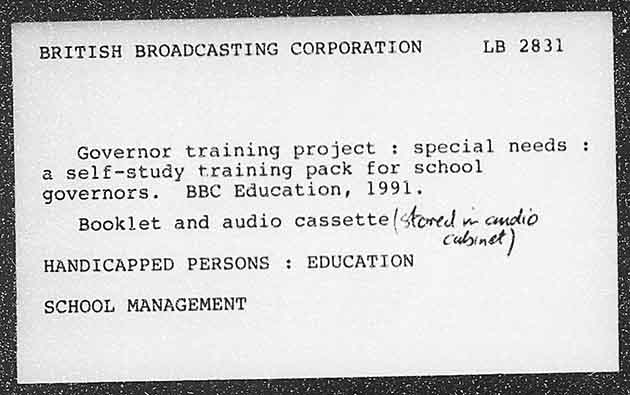 BRITISH BROADCASTING CORPORATION LB 2831
Governor training project : special needs :
a self-study training pack for school
governors. BBC Education, 1991.
Booklet and audio cassette (stored in audio
cabinet)
HANDICAPPED PERSONS : EDUCATION
SCHOOL MANAGEMENT